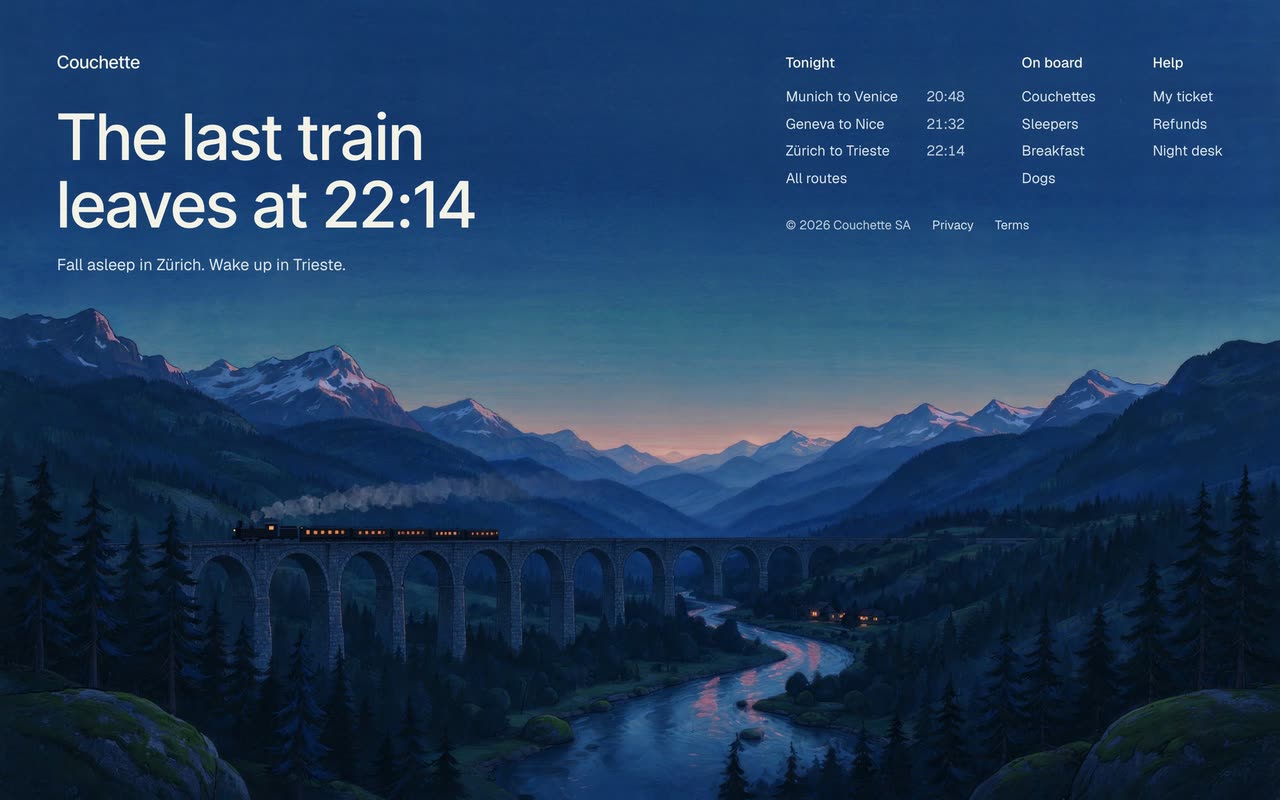 Couchette
The last train
leaves at 22:14
Fall asleep in Zürich. Wake up in Trieste.
Tonight
Munich to Venice 20:48
Geneva to Nice 21:32
Zürich to Trieste 22:14
All routes
On board
Couchettes
Sleepers
Breakfast
Dogs
Help
My ticket
Refunds
Night desk
© 2026 Couchette SA Privacy Terms